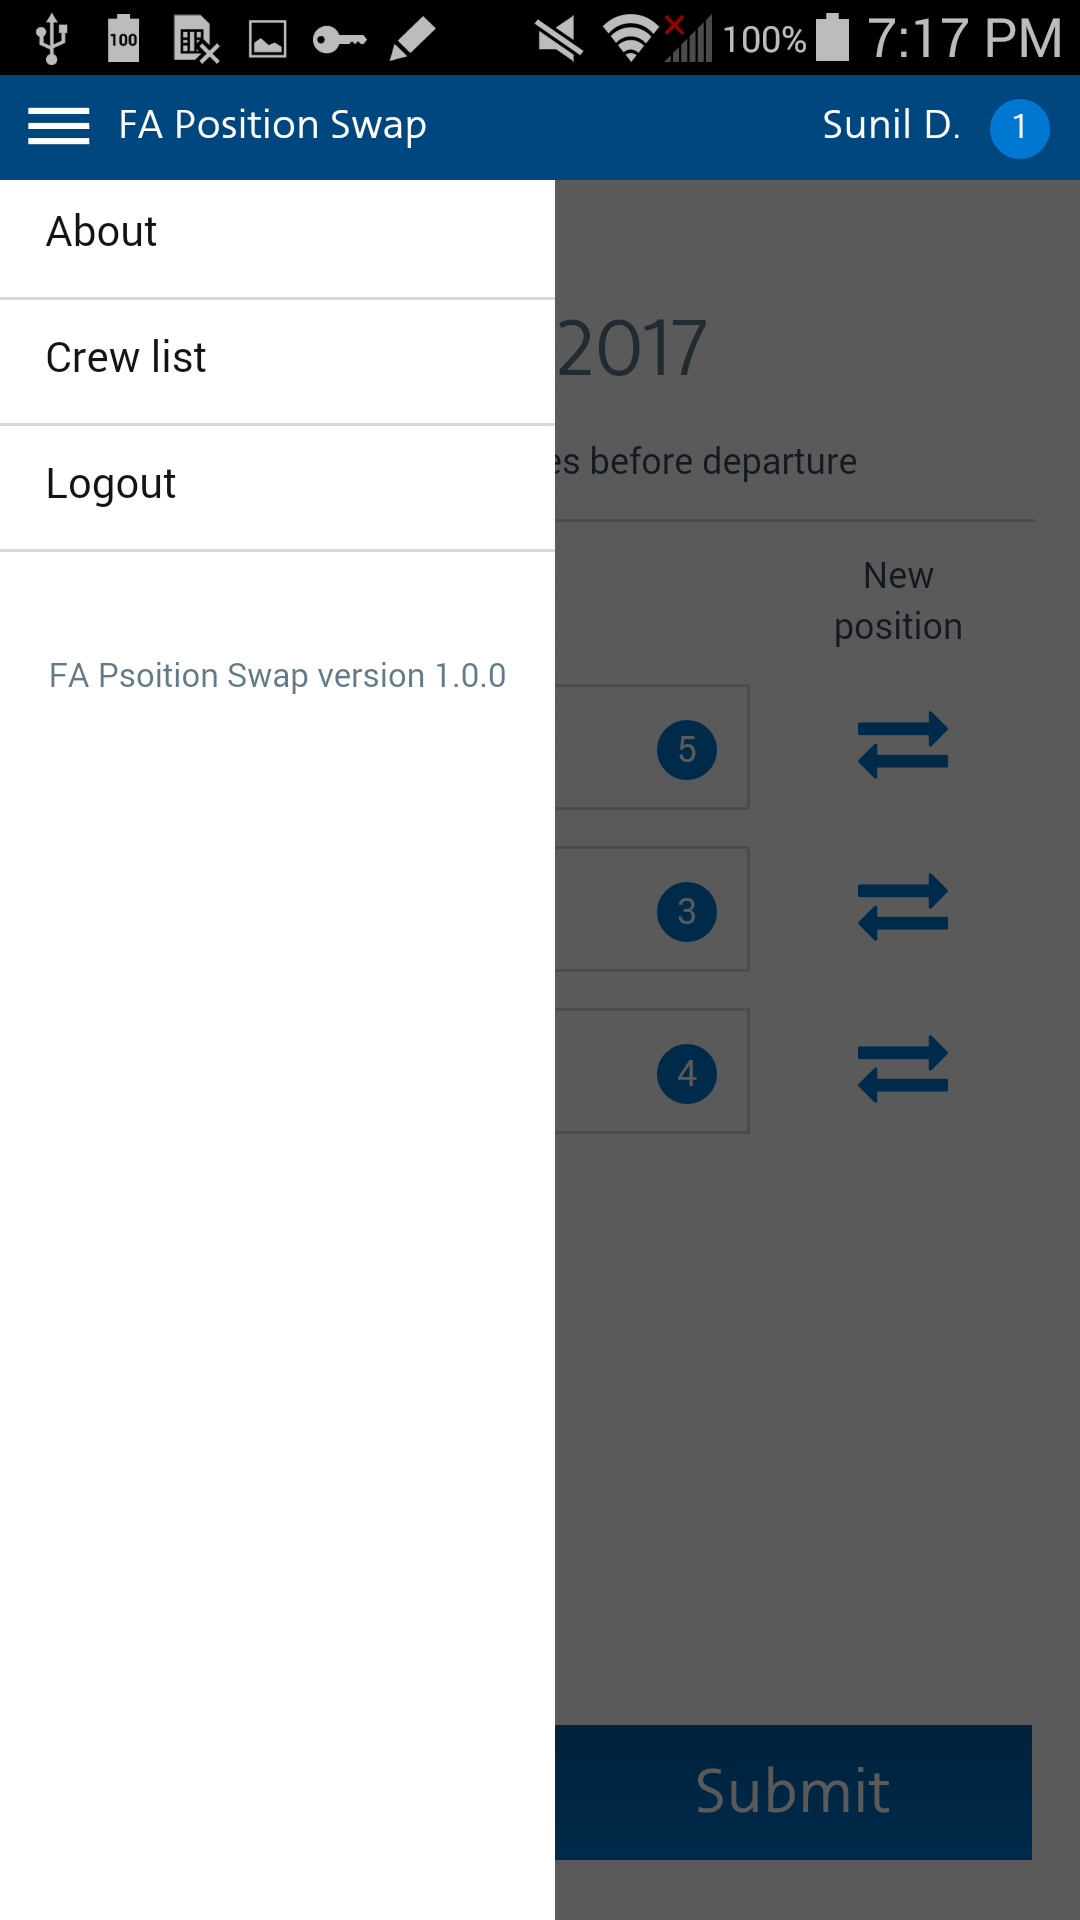 100 100% 7:17 PM
FA Position Swap Sunil D. 1
About
2017
Crew list
es before departure
Logout
New
position
FA Psoition Swap version 1.0.0
5
3
4
Submit